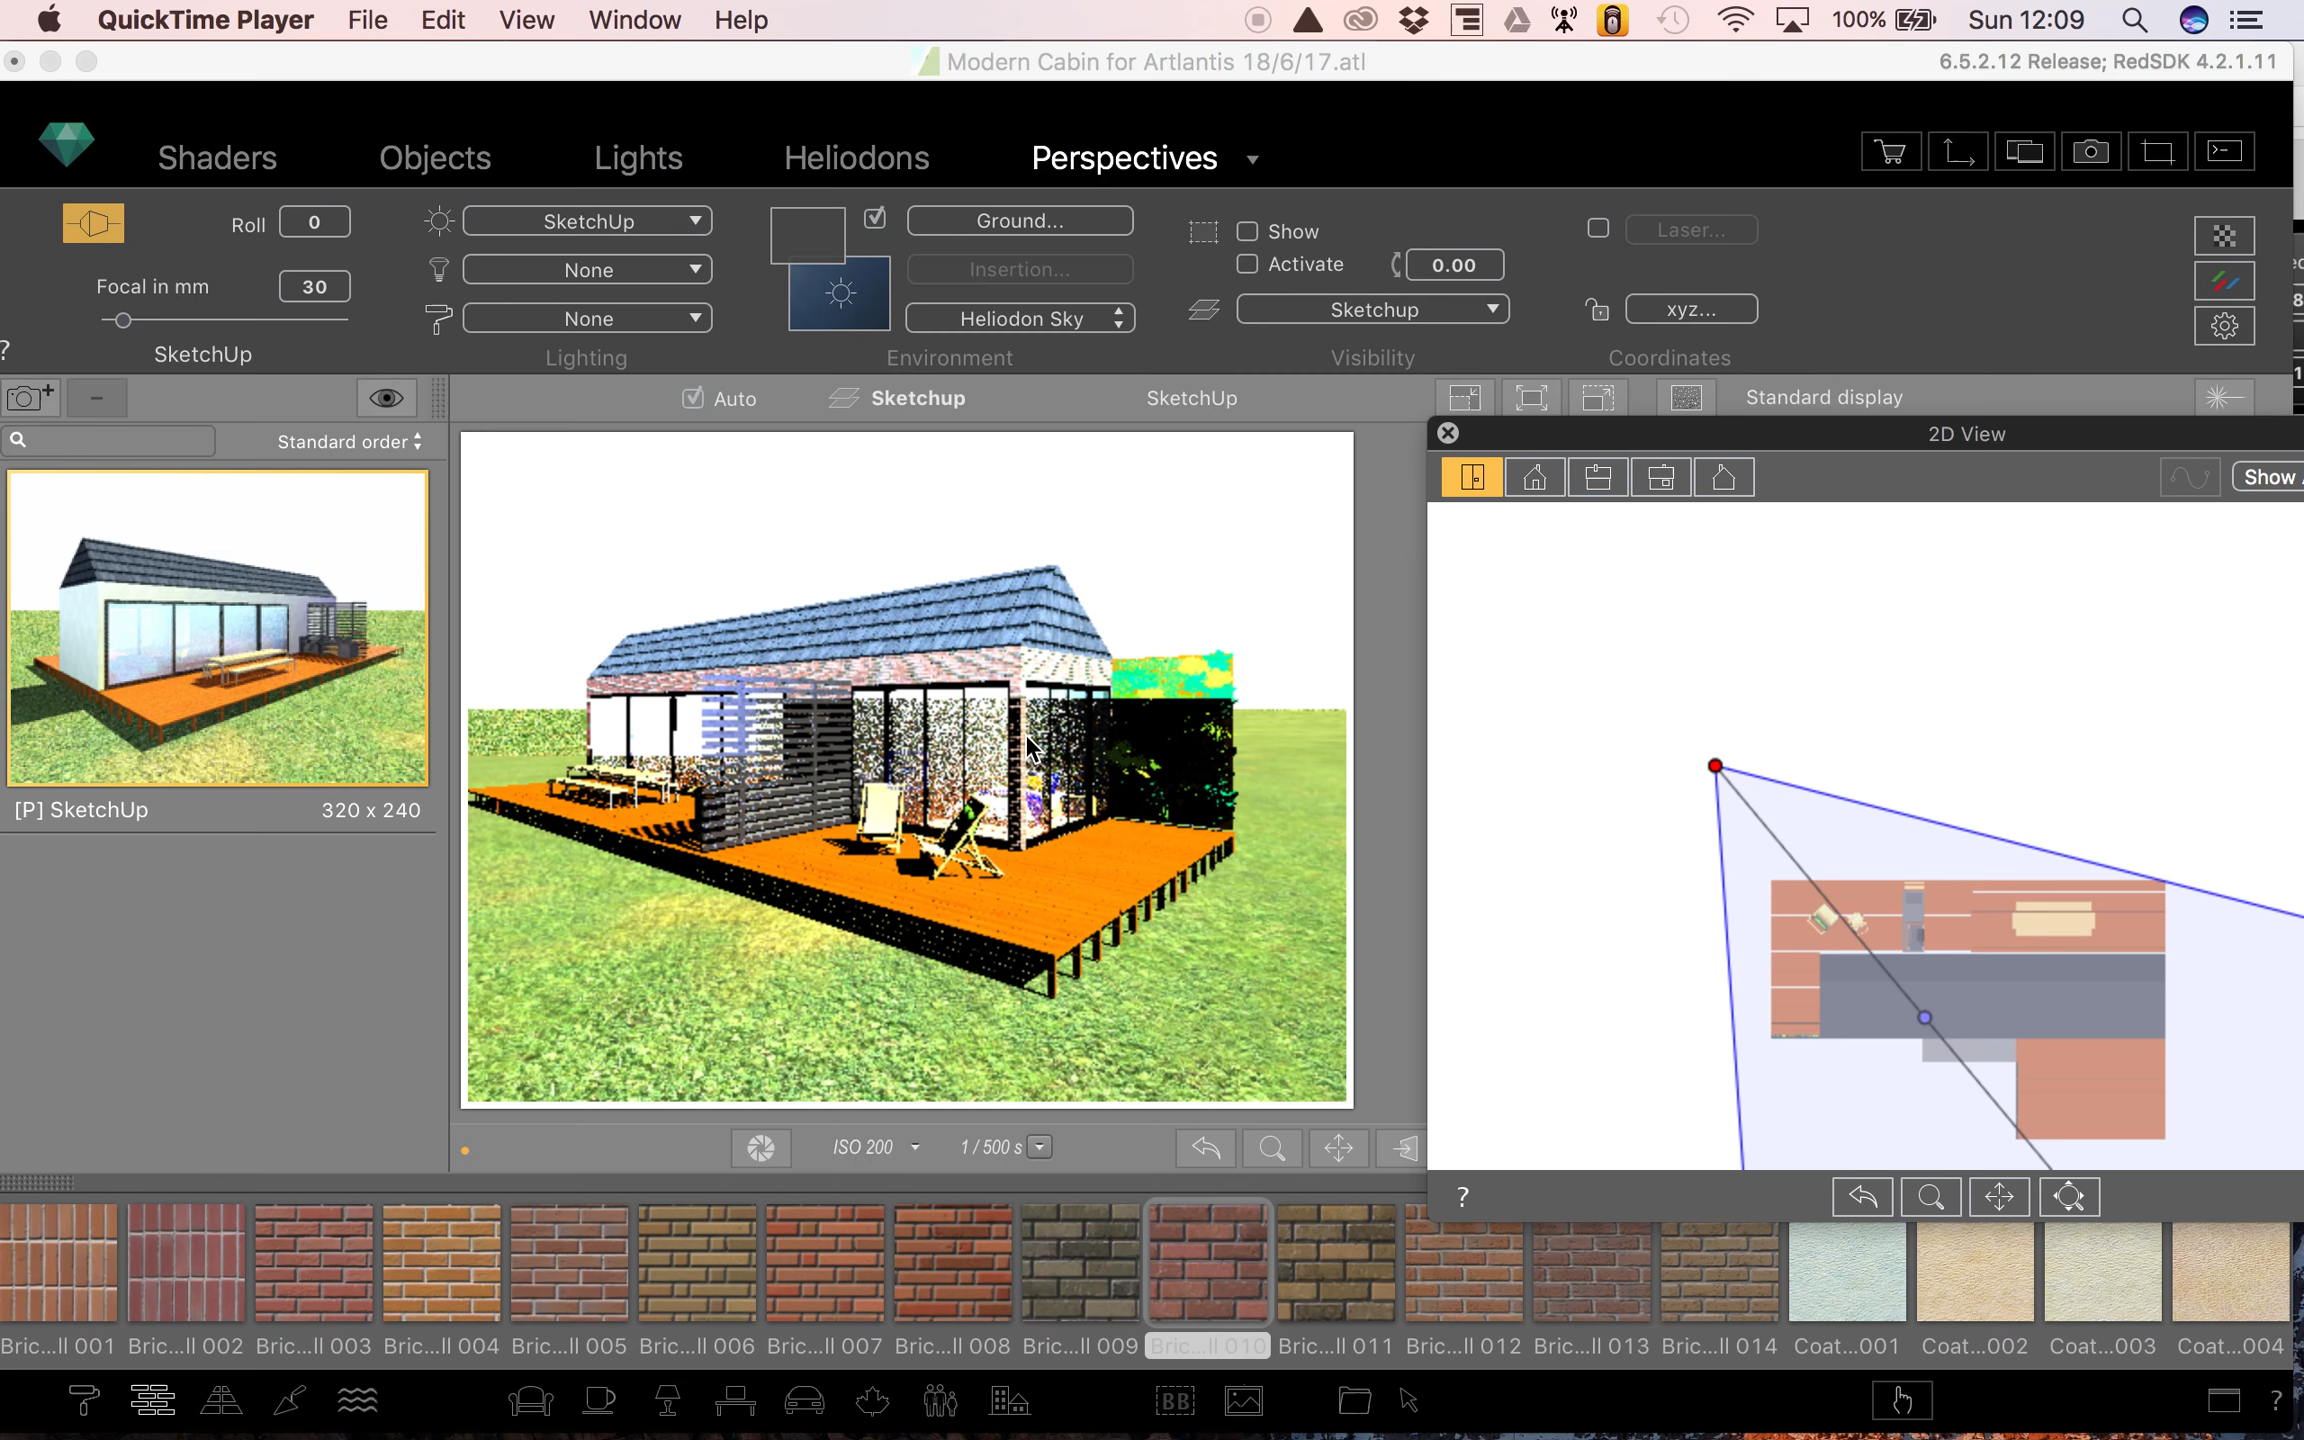 QuickTime Player File Edit View Window Help 100% Sun 12:09
Modern Cabin for Artlantis 18/6/17.atl 6.5.2.12 Release; RedSDK 4.2.1.11
Shaders Objects Lights Heliodons Perspectives
Roll 0 SketchUp Ground... Show Laser...
Activate 0.00
Focal in mm 30 None Insertion...
None Heliodon Sky Sketchup xyz...
? SketchUp Lighting Environment Visibility Coordinates
Auto Sketchup SketchUp Standard display
Standard order
2D View
Show
[P] SketchUp 320 x 240
ISO 200 1/500 s
?
Bric...ll 001 Bric...ll 002 Bric...ll 003 Bric...ll 004 Bric...ll 005 Bric...ll 006 Bric...ll 007 Bric...ll 008 Bric...ll 009 Bric...ll 010 Bric...ll 011 Bric...ll 012 Bric...ll 013 Bric...ll 014 Coat...001 Coat...002 Coat...003 Coat...004
BB ?